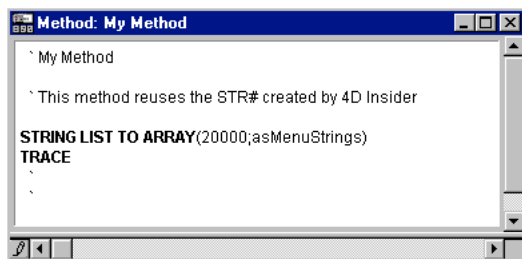 Method: My Method
` My Method
` This method reuses the STR# created by 4D Insider
STRING LIST TO ARRAY(20000;asMenuStrings)
TRACE
`
`